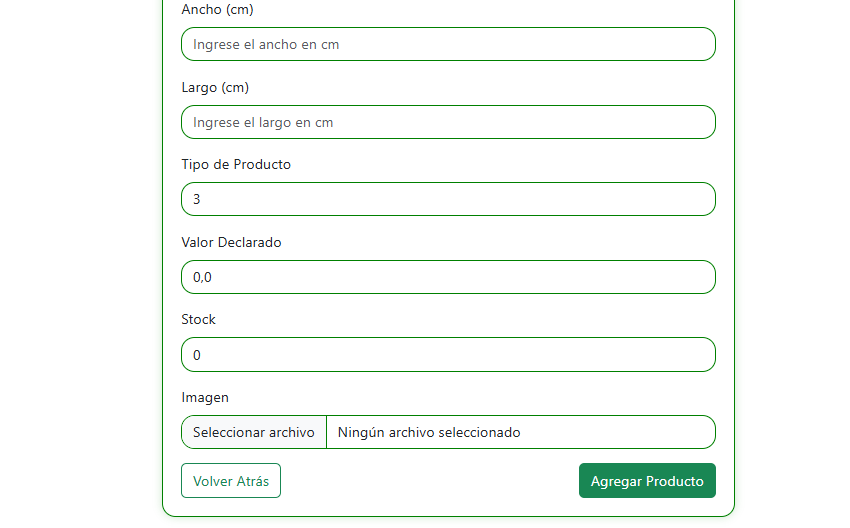 Ancho (cm)
Ingrese el ancho en cm
Largo (cm)
Ingrese el largo en cm
Tipo de Producto
3
Valor Declarado
0,0
Stock
0
Imagen
Seleccionar archivo Ningún archivo seleccionado
Volver Atrás Agregar Producto